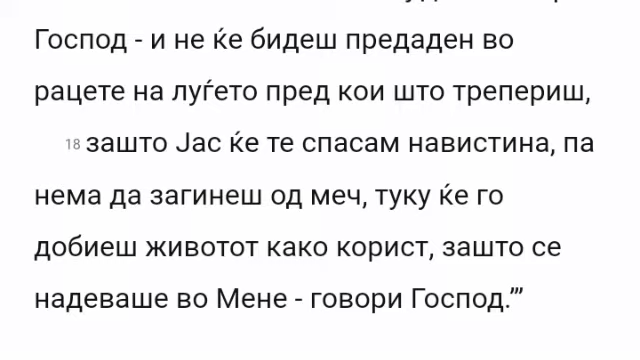 Господ - и не ќе бидеш предаден во
рацете на луѓето пред кои што трепериш,
18 зашто Јас ќе те спасам навистина, па
нема да загинеш од меч, туку ќе го
добиеш животот како корист, зашто се
надеваше во Мене - говори Господ.’”